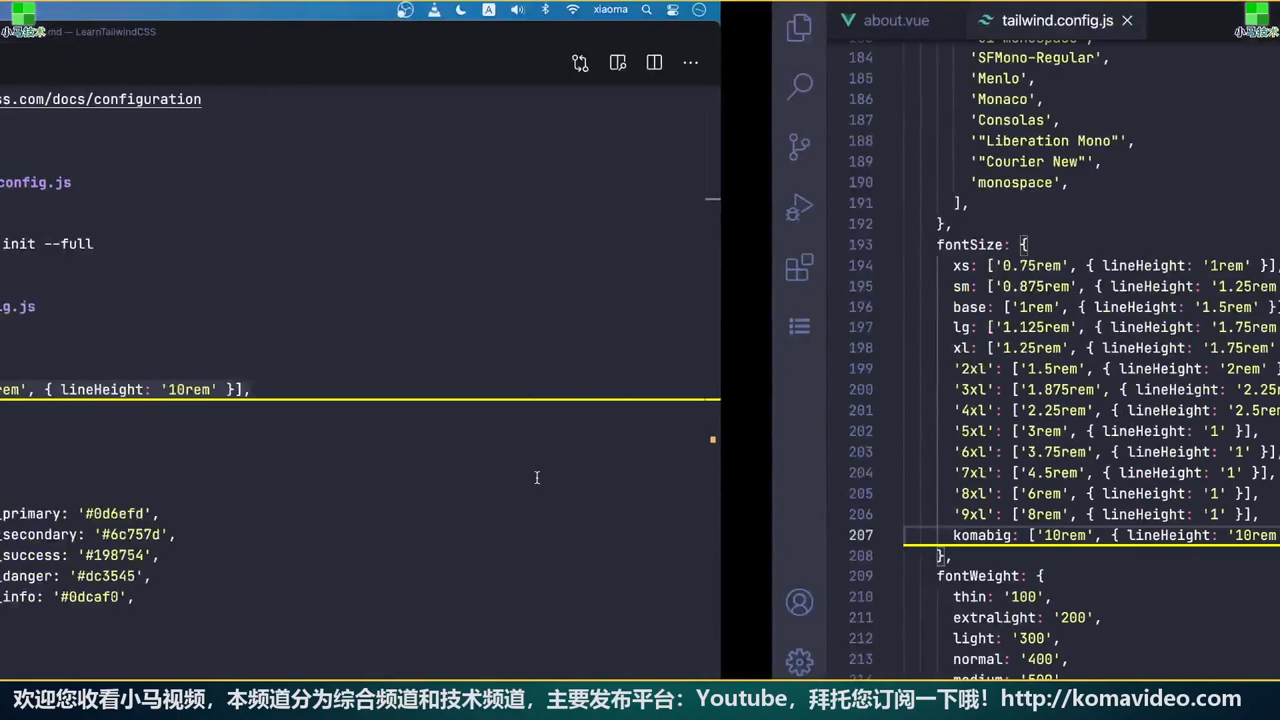 xiaoma
小马技术
md — LearnTailwindCSS
ss.com/docs/configuration
config.js
init --full
ig.js
rem', { lineHeight: '10rem' }],
_primary: '#0d6efd',
_secondary: '#6c757d',
_success: '#198754',
_danger: '#dc3545',
_info: '#0dcaf0',
about.vue
tailwind.config.js
小马技术
184 'SFMono-Regular',
185 'Menlo',
186 'Monaco',
187 'Consolas',
188 '"Liberation Mono"',
189 '"Courier New"',
190 'monospace',
191 ],
192 },
193 fontSize: {
194 xs: ['0.75rem', { lineHeight: '1rem' }],
195 sm: ['0.875rem', { lineHeight: '1.25rem
196 base: ['1rem', { lineHeight: '1.5rem' }]
197 lg: ['1.125rem', { lineHeight: '1.75rem
198 xl: ['1.25rem', { lineHeight: '1.75rem
199 '2xl': ['1.5rem', { lineHeight: '2rem' }
200 '3xl': ['1.875rem', { lineHeight: '2.25
201 '4xl': ['2.25rem', { lineHeight: '2.5re
202 '5xl': ['3rem', { lineHeight: '1' }],
203 '6xl': ['3.75rem', { lineHeight: '1' }],
204 '7xl': ['4.5rem', { lineHeight: '1' }],
205 '8xl': ['6rem', { lineHeight: '1' }],
206 '9xl': ['8rem', { lineHeight: '1' }],
207 komabig: ['10rem', { lineHeight: '10rem
208 },
209 fontWeight: {
210 thin: '100',
211 extralight: '200',
212 light: '300',
213 normal: '400',
欢迎您收看小马视频，本频道分为综合频道和技术频道，主要发布平台：Youtube，拜托您订阅一下哦！http://komavideo.com